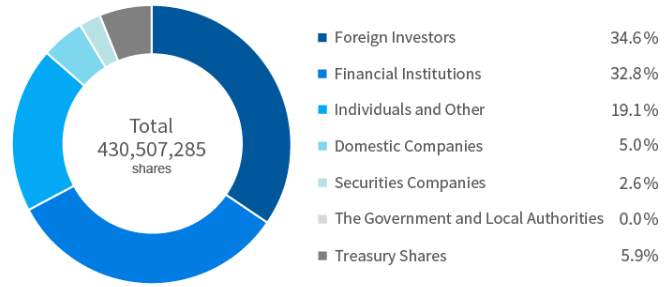 Total
430,507,285
shares
Foreign Investors 34.6%
Financial Institutions 32.8%
Individuals and Other 19.1%
Domestic Companies 5.0%
Securities Companies 2.6%
The Government and Local Authorities 0.0%
Treasury Shares 5.9%